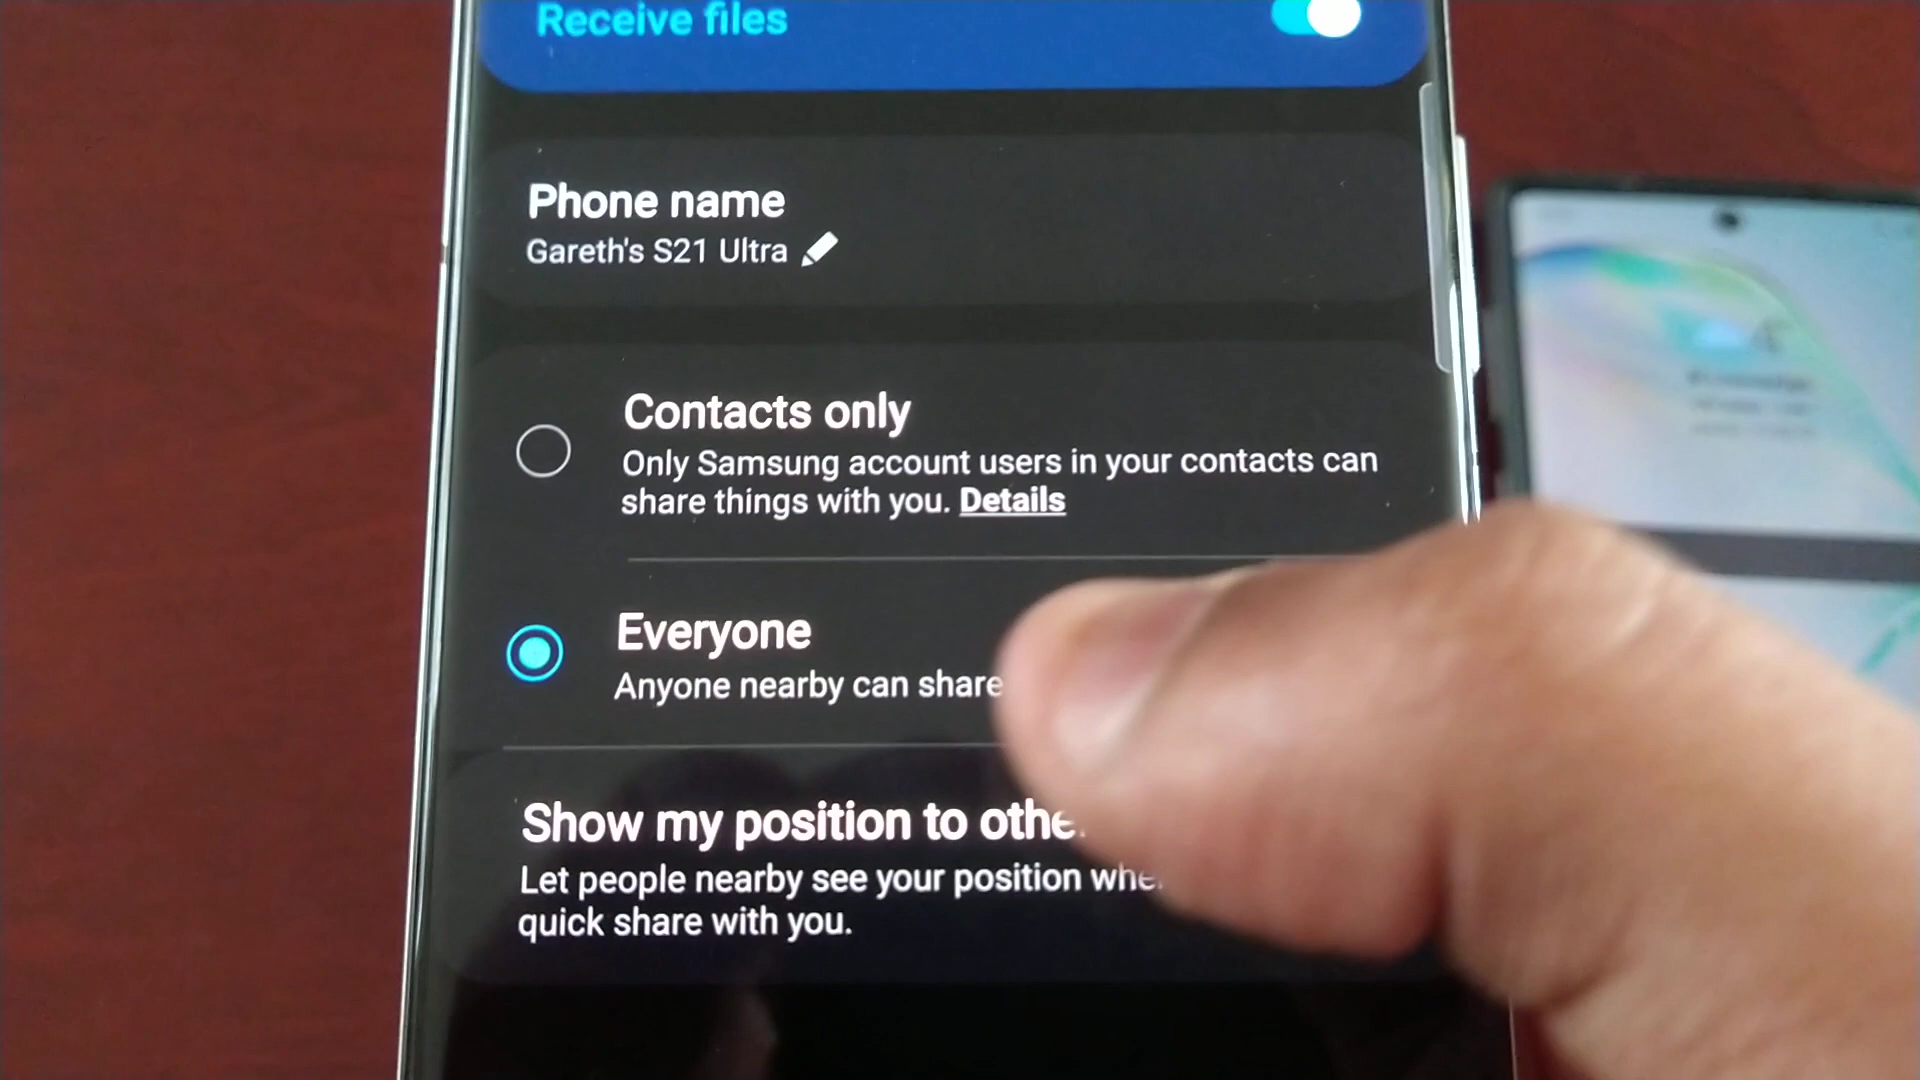 Receive files
Phone name
Gareth's S21 Ultra
Contacts only
Only Samsung account users in your contacts can
share things with you. Details
Everyone
Anyone nearby can share
Show my position to
Let people nearby see your position
quick share with you.